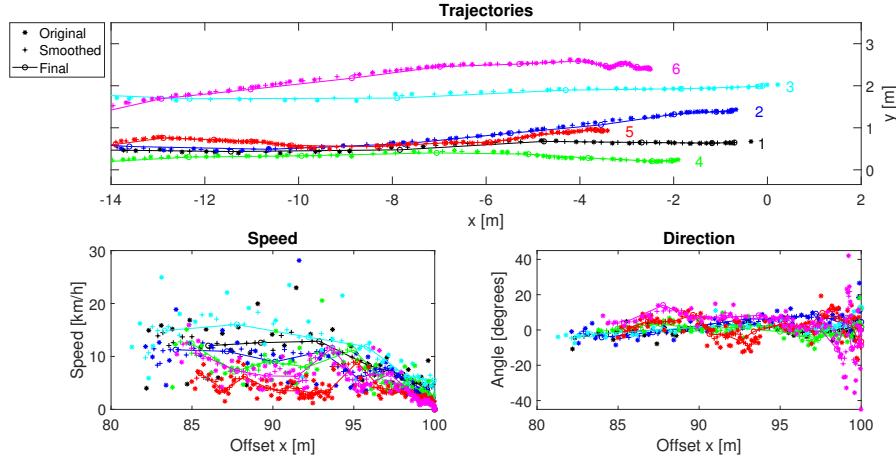 Trajectories
Original
Smoothed
Final
6
3
2
5
1
4
3
2
1
0
y [m]
-14 -12 -10 -8 -6 -4 -2 0 2
x [m]
Speed
30
20
10
0
Speed [km/h]
80 85 90 95 100
Offset x [m]
Direction
40
20
0
-20
-40
Angle [degrees]
80 85 90 95 100
Offset x [m]